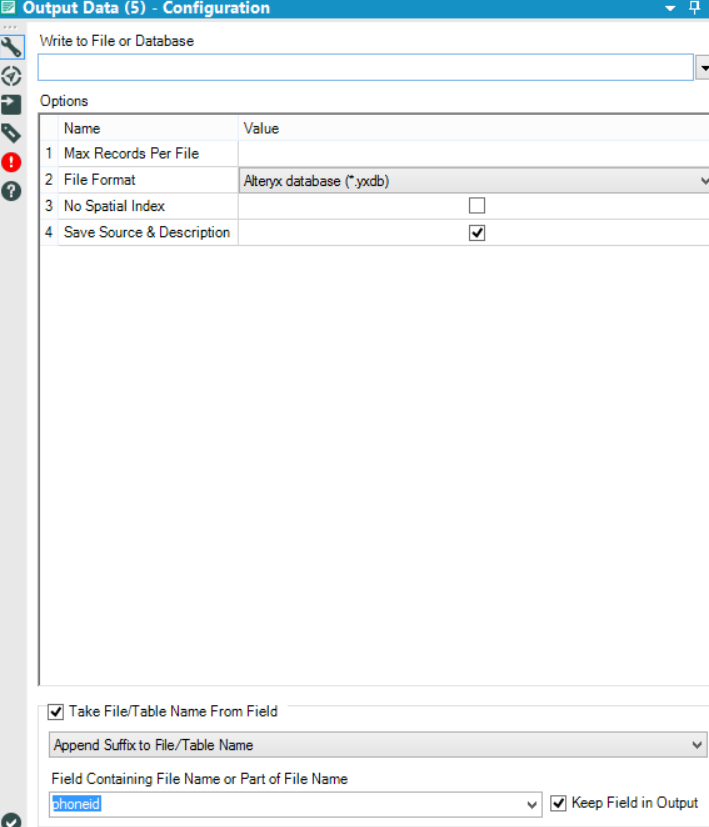 Output Data (5) - Configuration
Write to File or Database
Options
Name Value
1 Max Records Per File
2 File Format Alteryx database (*.yxdb)
3 No Spatial Index
4 Save Source & Description
Take File/Table Name From Field
Append Suffix to File/Table Name
Field Containing File Name or Part of File Name
phoneid Keep Field in Output